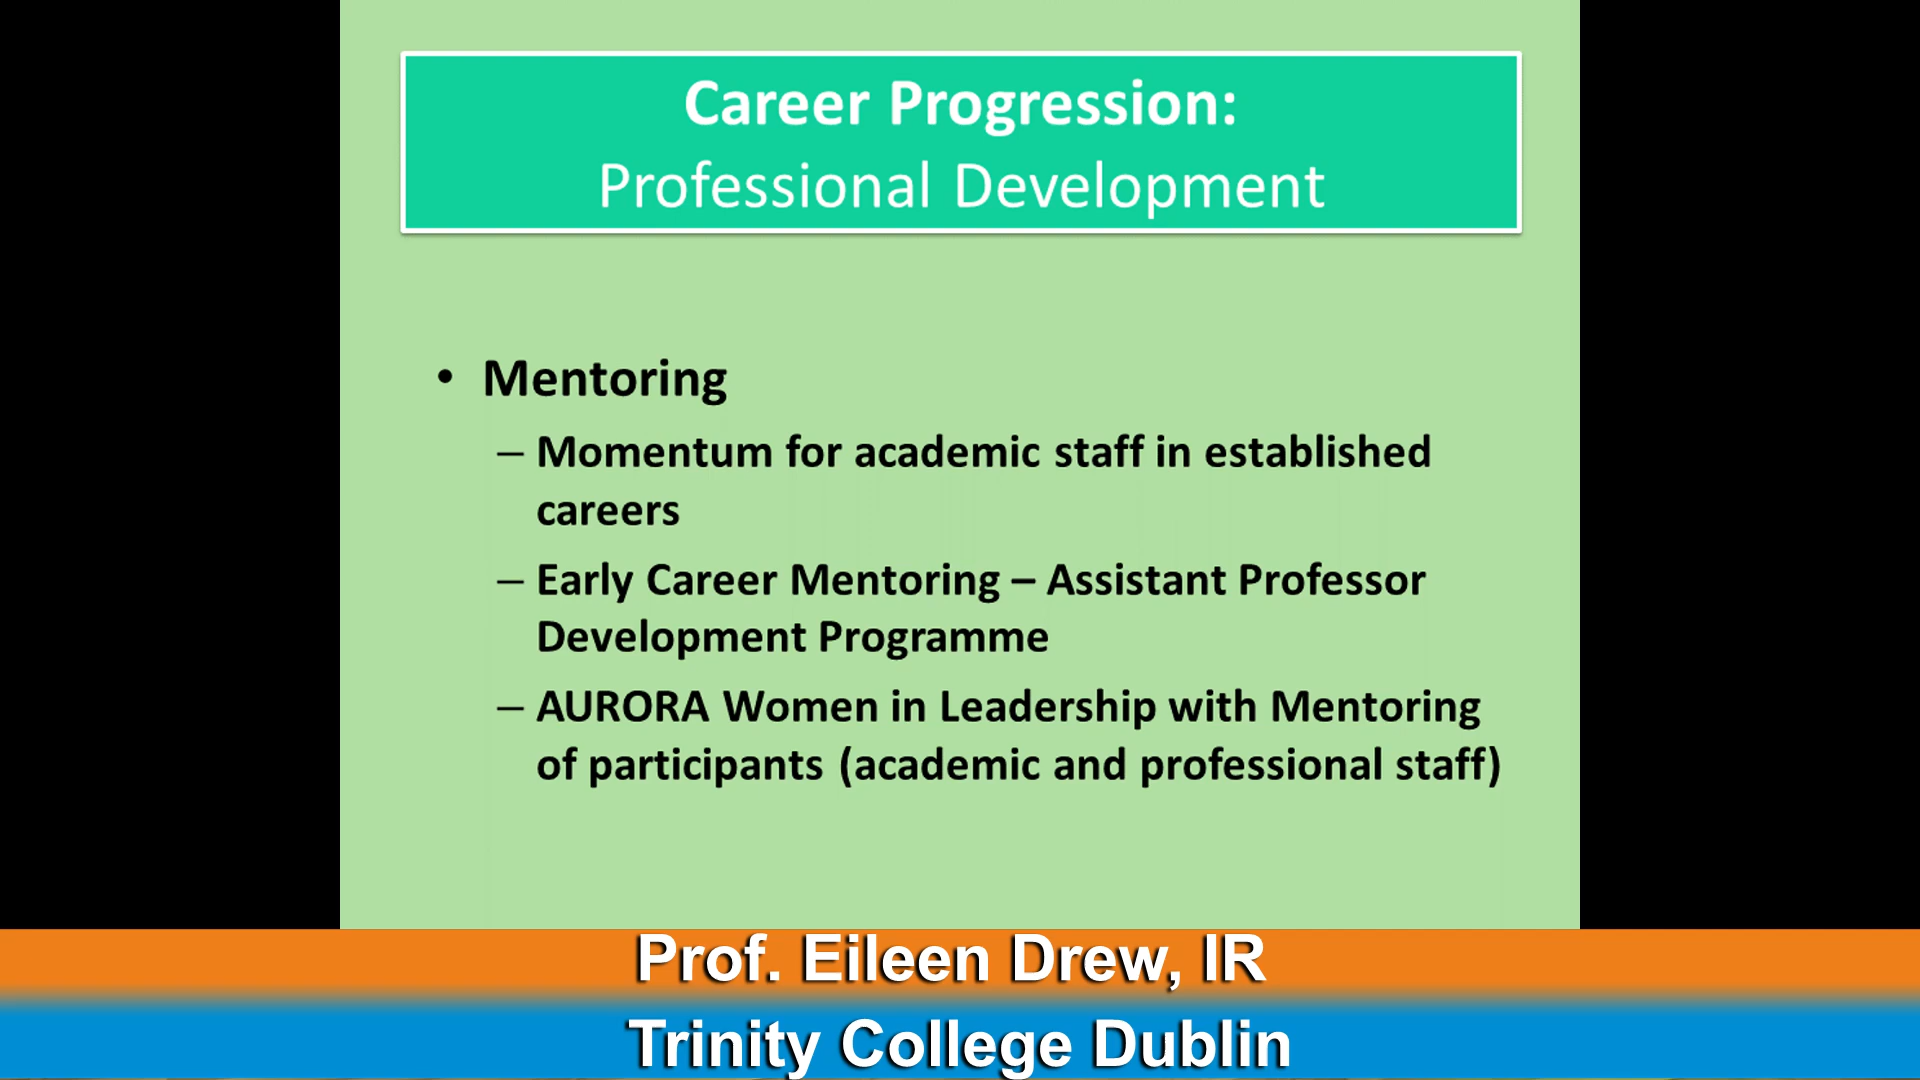 Career Progression:
Professional Development
• Mentoring
– Momentum for academic staff in established
careers
– Early Career Mentoring – Assistant Professor
Development Programme
– AURORA Women in Leadership with Mentoring
of participants (academic and professional staff)
Prof. Eileen Drew, IR
Trinity College Dublin